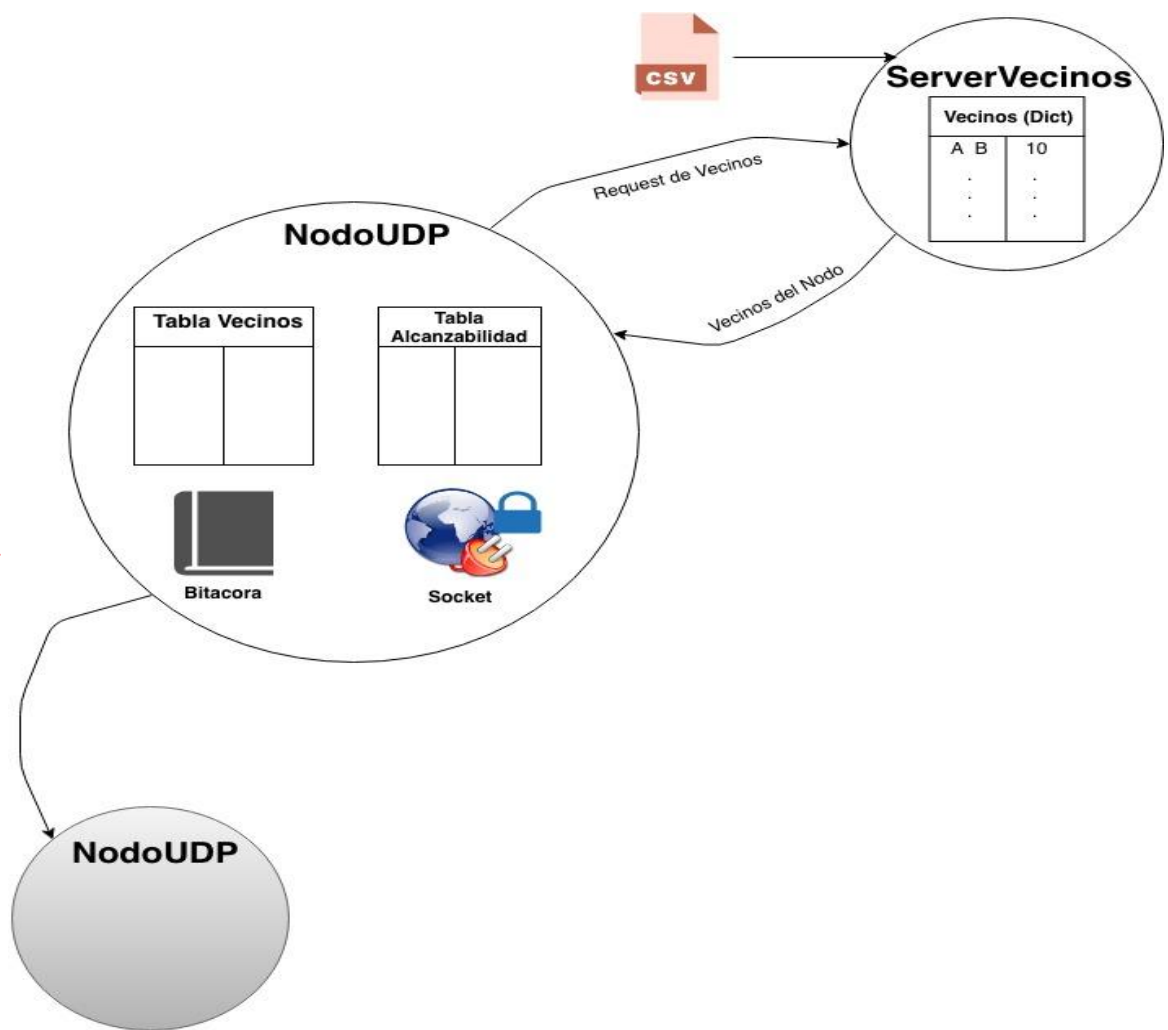 CSV
ServerVecinos
Vecinos (Dict)
A B 10
. .
. .
. .
Request de Vecinos
Vecinos del Nodo
NodoUDP
Tabla Vecinos
Tabla
Alcanzabilidad
Bitacora
Socket
NodoUDP